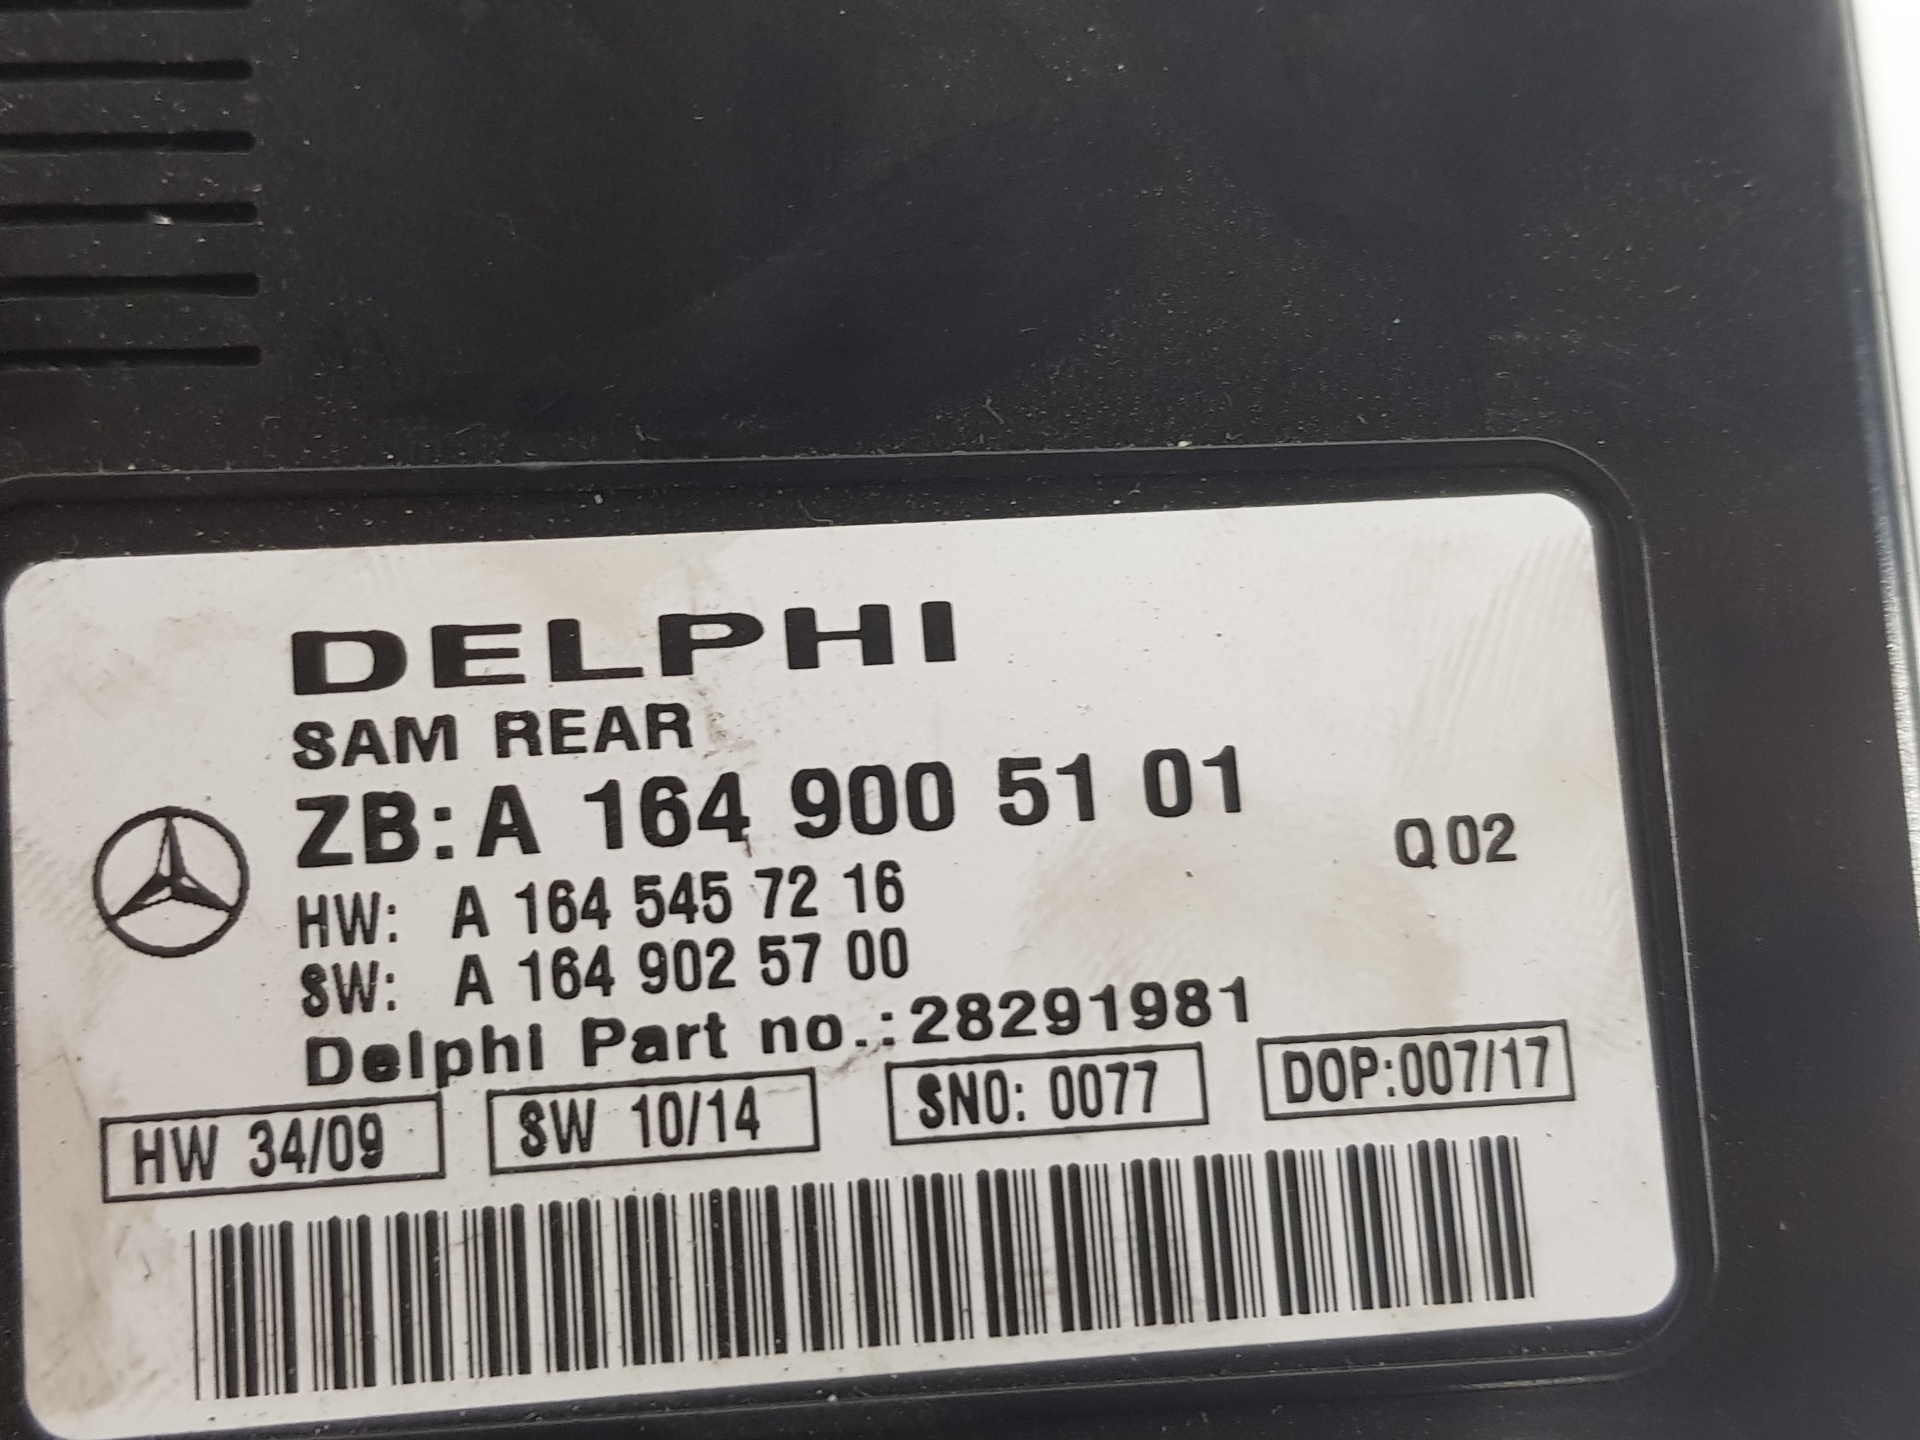 DELPHI
SAM REAR
ZB: A 164 900 51 01
Q02
HW: A 164 545 72 16
SW: A 164 902 57 00
Delphi Part no.:28291981
HW 34/09 SW 10/14 SNO: 0077 DOP:007/17